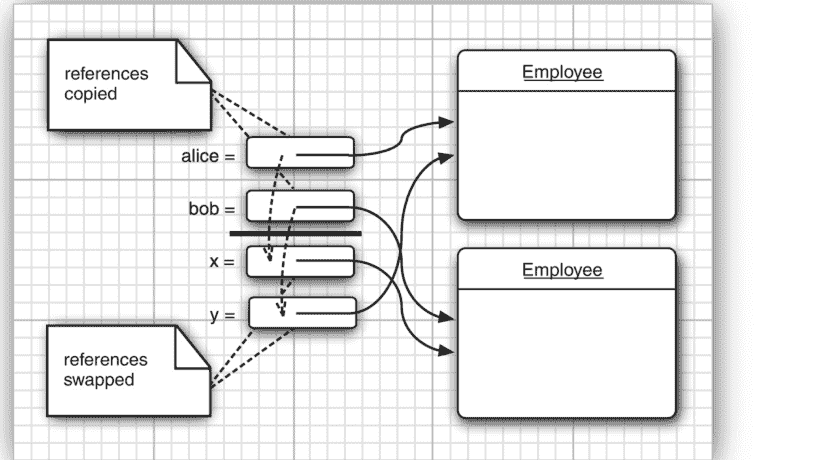 references
copied
Employee
alice =
bob =
x =
Employee
y =
references
swapped